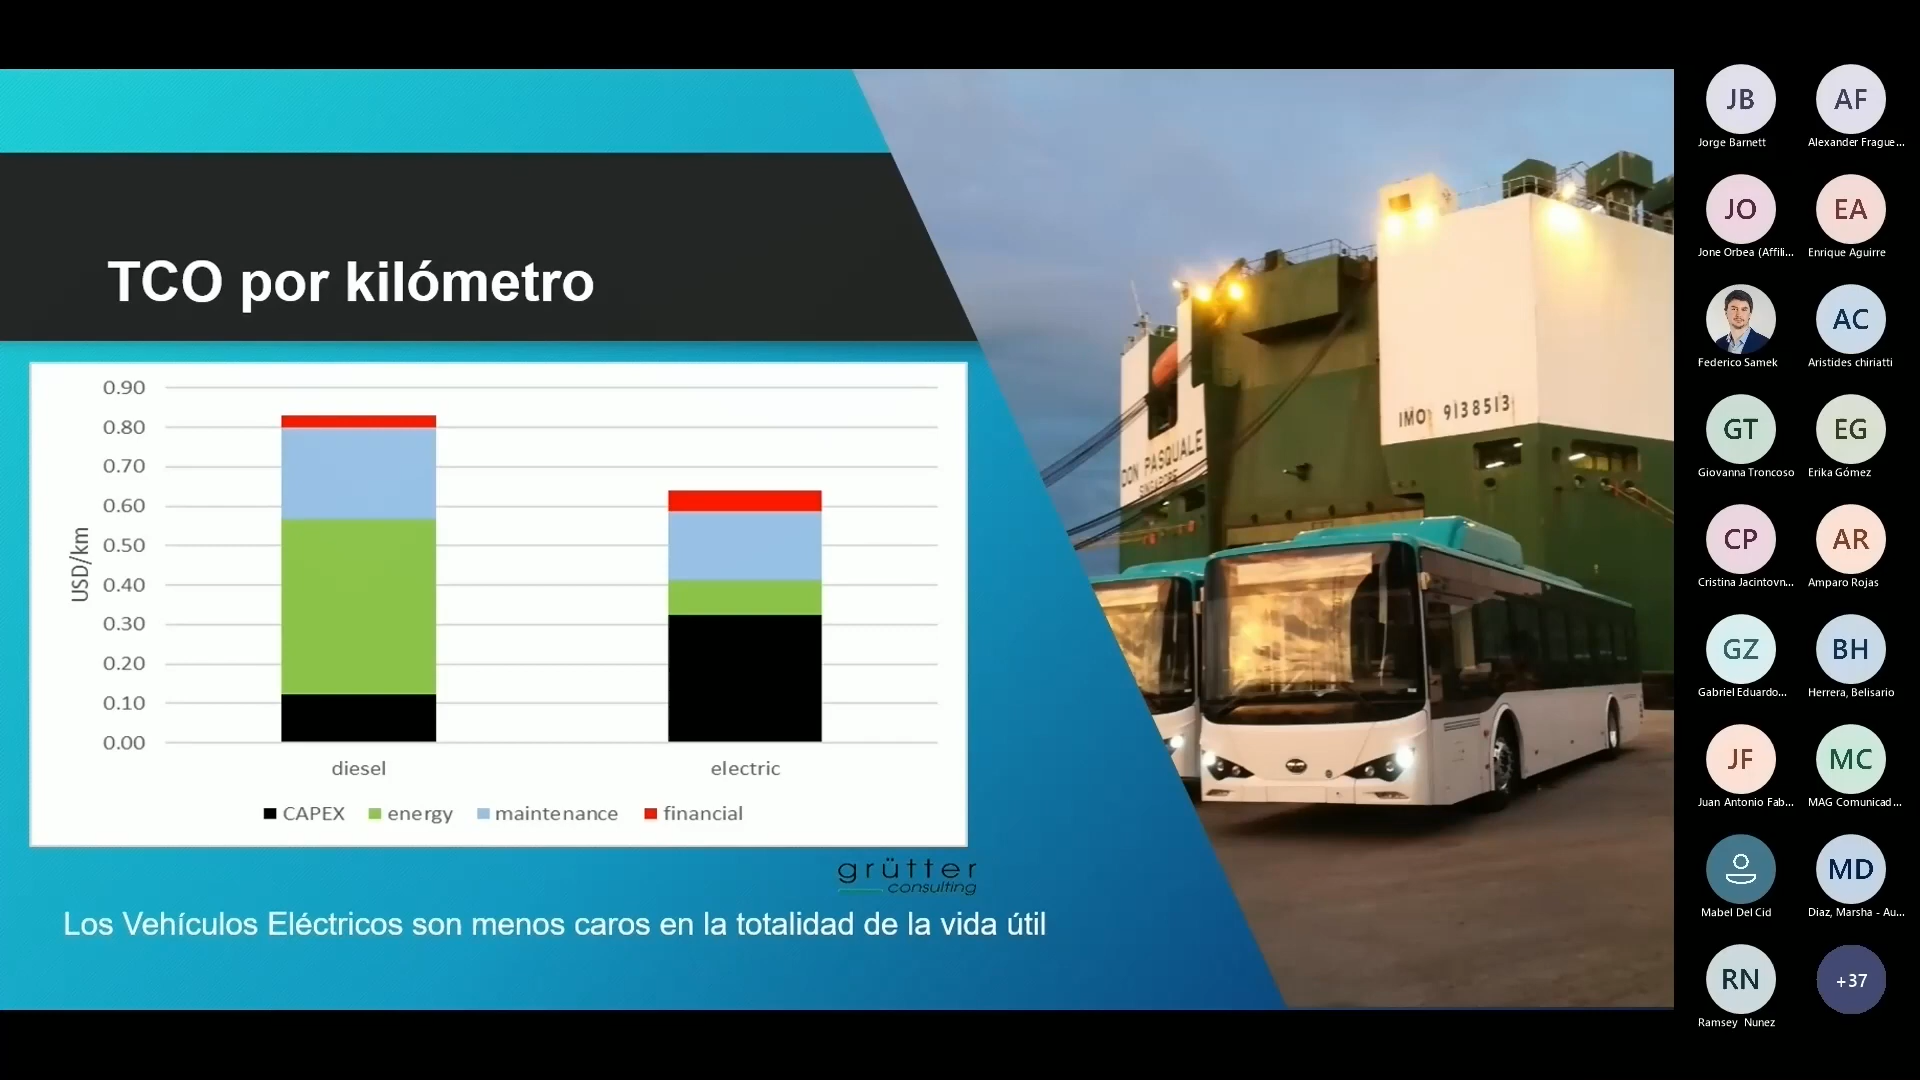 TCO por kilómetro
0.90
0.80
0.70
0.60
0.50
0.40
0.30
0.20
0.10
0.00
USD/km
diesel electric
CAPEX energy maintenance financial
grütter
consulting
Los Vehículos Eléctricos son menos caros en la totalidad de la vida útil
DON PASQUALE
SINGAPORE
IMO 9138513
JB AF
Jorge Barnett Alexander Frague...
JO EA
Jone Orbea (Affili... Enrique Aguirre
AC
Federico Samek Aristides chiriatti
GT EG
Giovanna Troncoso Erika Gómez
CP AR
Cristina Jacintovn... Amparo Rojas
GZ BH
Gabriel Eduardo... Herrera, Belisario
JF MC
Juan Antonio Fab... MAG Comunicad...
MD
Mabel Del Cid Diaz, Marsha - Au...
RN +37
Ramsey Nunez